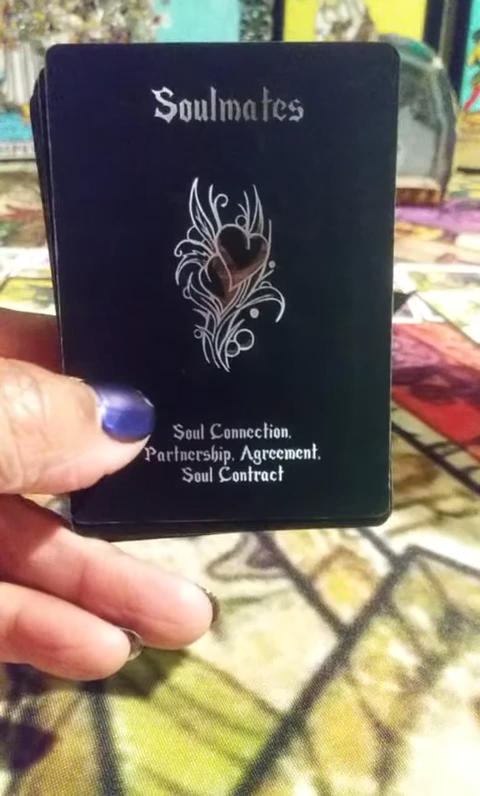 Soulmates
Soul Connection,
Partnership, Agreement,
Soul Contract